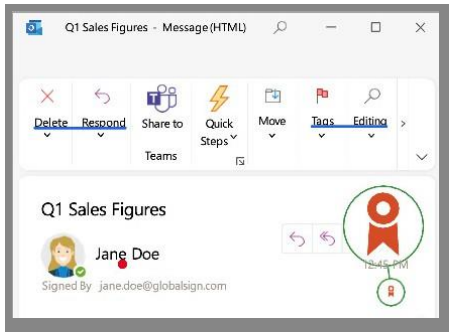 Q1 Sales Figures - Message (HTML)
Delete Respond Share to Teams Quick Steps Move Tags Editing
Q1 Sales Figures
Jane Doe
12:45 PM
Signed By jane.doe@globalsign.com